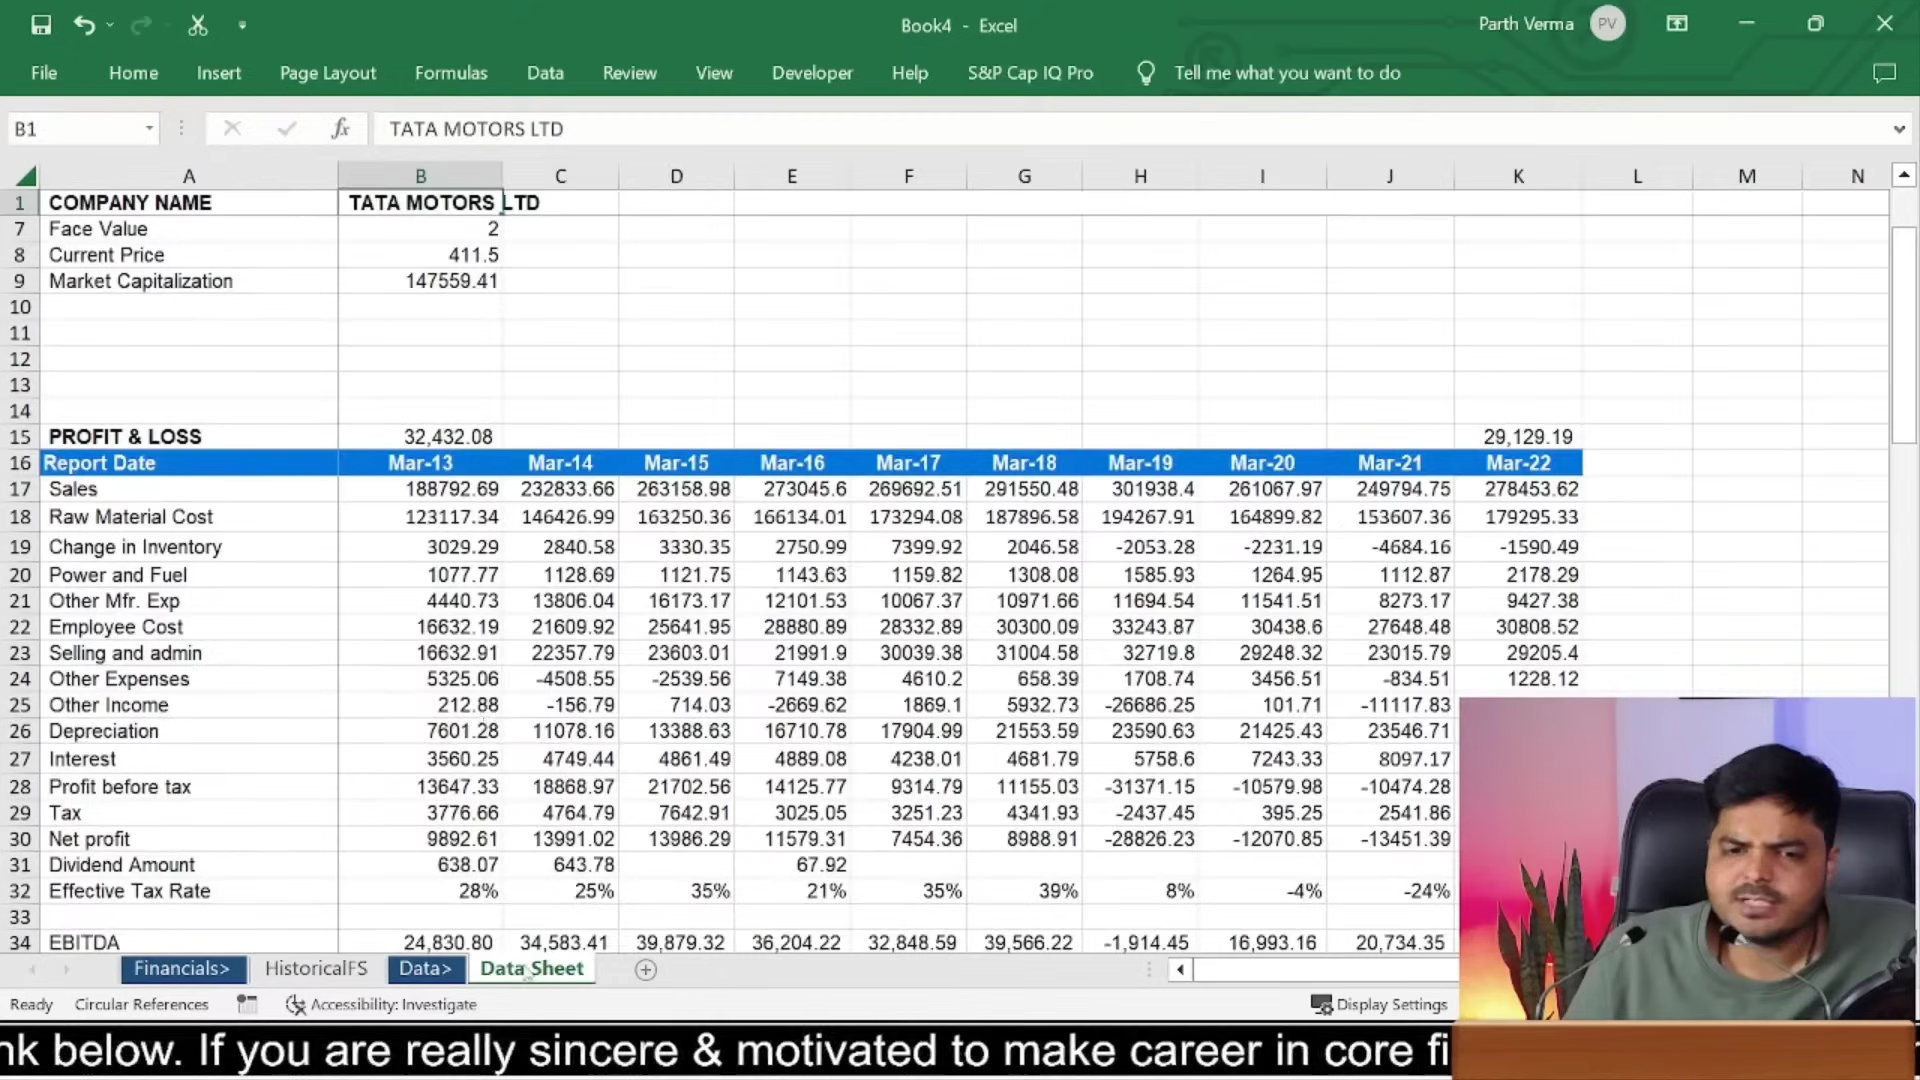 Book4 - Excel
Parth Verma PV
File Home Insert Page Layout Formulas Data Review View Developer Help S&P Cap IQ Pro Tell me what you want to do
B1 fx TATA MOTORS LTD
A B C D E F G H I J K L M N
1 COMPANY NAME TATA MOTORS LTD
7 Face Value 2
8 Current Price 411.5
9 Market Capitalization 147559.41
10
11
12
13
14
15 PROFIT & LOSS 32,432.08 29,129.19
16 Report Date Mar-13 Mar-14 Mar-15 Mar-16 Mar-17 Mar-18 Mar-19 Mar-20 Mar-21 Mar-22
17 Sales 188792.69 232833.66 263158.98 273045.6 269692.51 291550.48 301938.4 261067.97 249794.75 278453.62
18 Raw Material Cost 123117.34 146426.99 163250.36 166134.01 173294.08 187896.58 194267.91 164899.82 153607.36 179295.33
19 Change in Inventory 3029.29 2840.58 3330.35 2750.99 7399.92 2046.58 -2053.28 -2231.19 -4684.16 -1590.49
20 Power and Fuel 1077.77 1128.69 1121.75 1143.63 1159.82 1308.08 1585.93 1264.95 1112.87 2178.29
21 Other Mfr. Exp 4440.73 13806.04 16173.17 12101.53 10067.37 10971.66 11694.54 11541.51 8273.17 9427.38
22 Employee Cost 16632.19 21609.92 25641.95 28880.89 28332.89 30300.09 33243.87 30438.6 27648.48 30808.52
23 Selling and admin 16632.91 22357.79 23603.01 21991.9 30039.38 31004.58 32719.8 29248.32 23015.79 29205.4
24 Other Expenses 5325.06 -4508.55 -2539.56 7149.38 4610.2 658.39 1708.74 3456.51 -834.51 1228.12
25 Other Income 212.88 -156.79 714.03 -2669.62 1869.1 5932.73 -26686.25 101.71 -11117.83
26 Depreciation 7601.28 11078.16 13388.63 16710.78 17904.99 21553.59 23590.63 21425.43 23546.71
27 Interest 3560.25 4749.44 4861.49 4889.08 4238.01 4681.79 5758.6 7243.33 8097.17
28 Profit before tax 13647.33 18868.97 21702.56 14125.77 9314.79 11155.03 -31371.15 -10579.98 -10474.28
29 Tax 3776.66 4764.79 7642.91 3025.05 3251.23 4341.93 -2437.45 395.25 2541.86
30 Net profit 9892.61 13991.02 13986.29 11579.31 7454.36 8988.91 -28826.23 -12070.85 -13451.39
31 Dividend Amount 638.07 643.78 67.92
32 Effective Tax Rate 28% 25% 35% 21% 35% 39% 8% -4% -24%
33
34 EBITDA 24,830.80 34,583.41 39,879.32 36,204.22 32,848.59 39,566.22 -1,914.45 16,993.16 20,734.35
Financials> HistoricalFS Data> Data Sheet
Ready Circular References Accessibility: Investigate Display Settings
nk below. If you are really sincere & motivated to make career in core fi